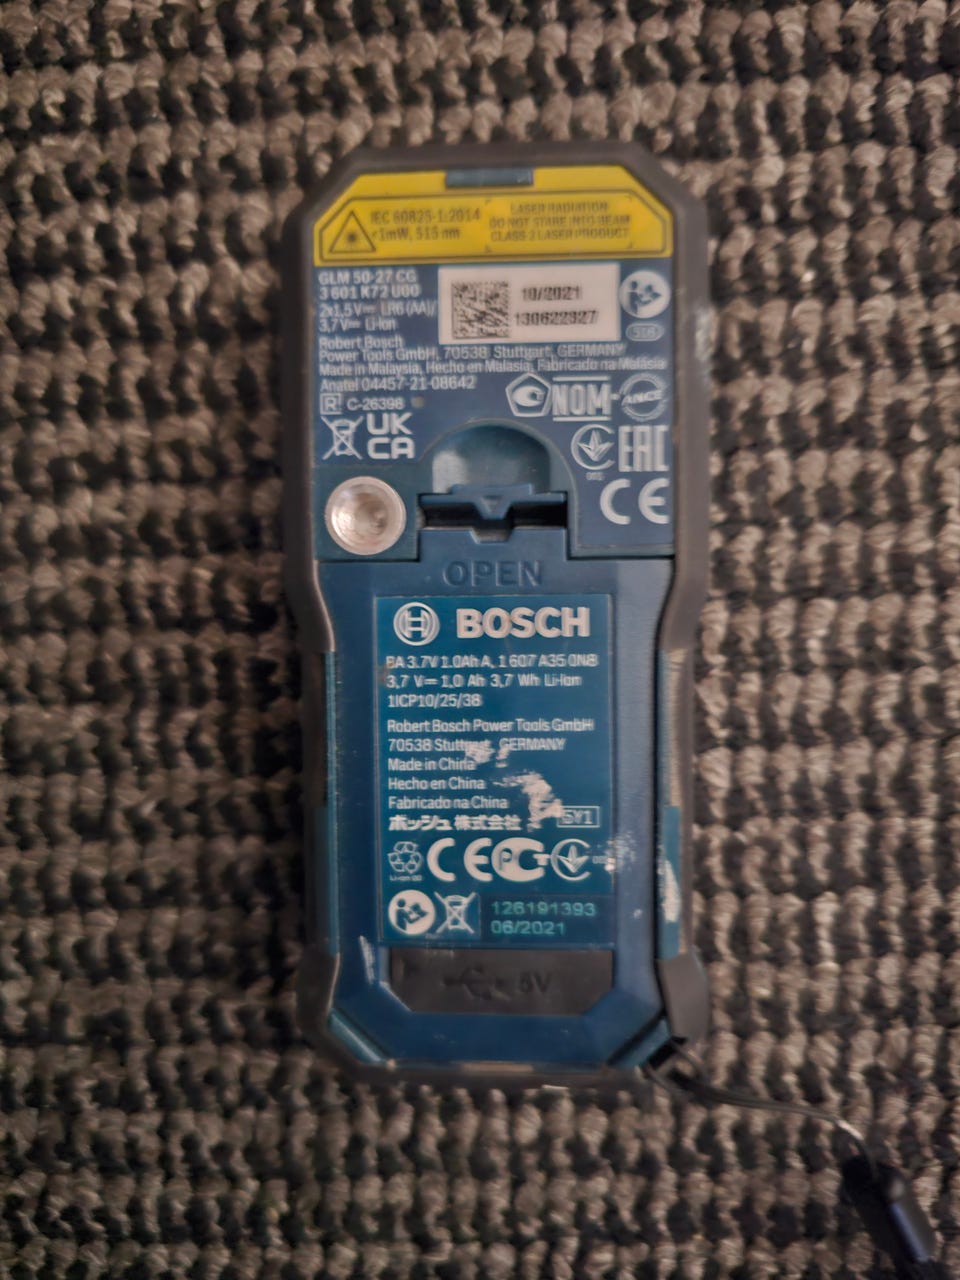 IEC 60825-1:2014
<1mW, 515 nm
LASER RADIATION
DO NOT STARE INTO BEAM
CLASS 2 LASER PRODUCT
GLM 50-27 CG
3 601 K72 U00
2x1,5V⎓ LR6 (AA)/
3,7V⎓ Li-Ion
10/2021
130622327
Robert Bosch
Power Tools GmbH, 70538 Stuttgart, GERMANY
Made in Malaysia, Hecho en Malasia, Fabricado na Malásia
Anatel 04457-21-08642
R C-26398
NOM-ANCE
UK
CA
EAC
CE
OPEN
BOSCH
BA 3.7V 1.0Ah A, 1 607 A35 0N8
3,7 V⎓ 1,0 Ah 3,7 Wh Li-Ion
1ICP10/25/38
Robert Bosch Power Tools GmbH
70538 Stuttgart, GERMANY
Made in China
Hecho en China
Fabricado na China
ボッシュ 株式会社
5Y1
Li-ion 00
CE
126191393
06/2021
5V